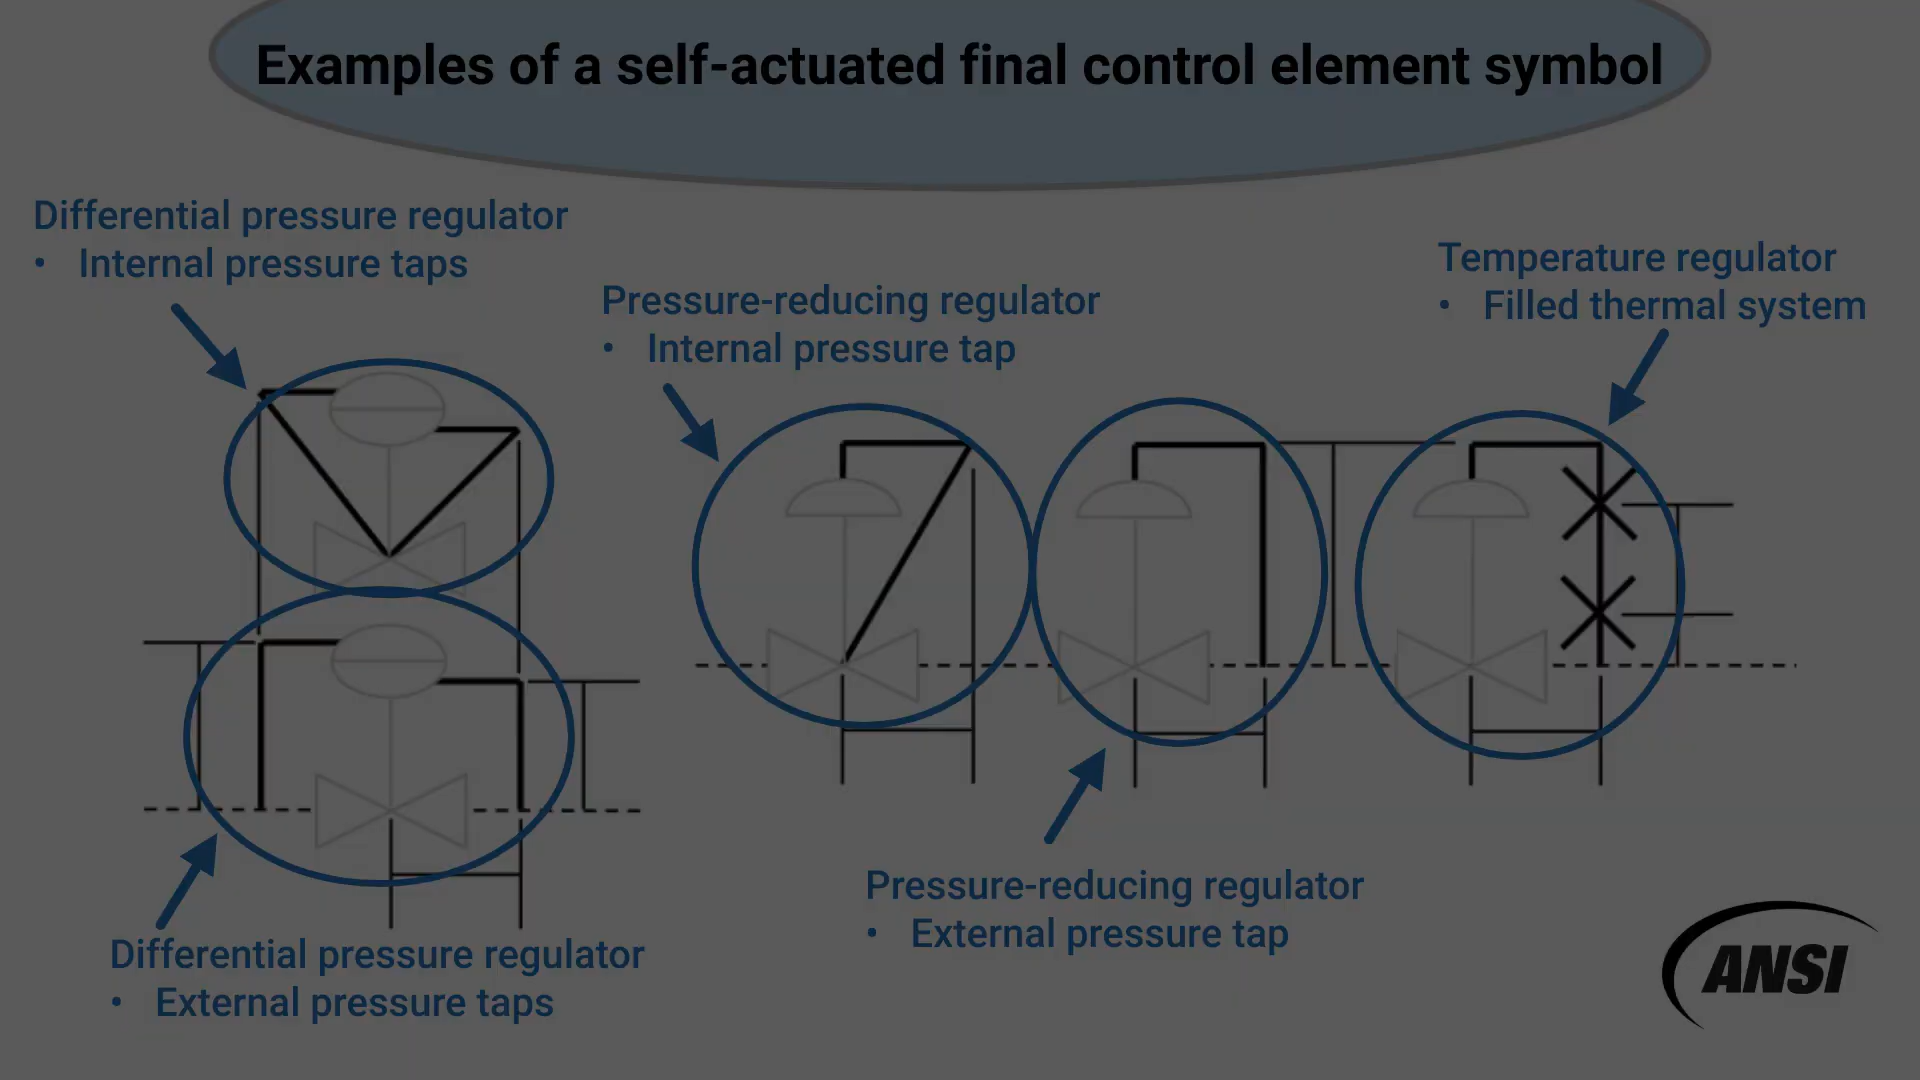 Examples of a self-actuated final control element symbol
Differential pressure regulator
• Internal pressure taps
Pressure-reducing regulator
• Internal pressure tap
Temperature regulator
• Filled thermal system
Pressure-reducing regulator
• External pressure tap
Differential pressure regulator
• External pressure taps
ANSI